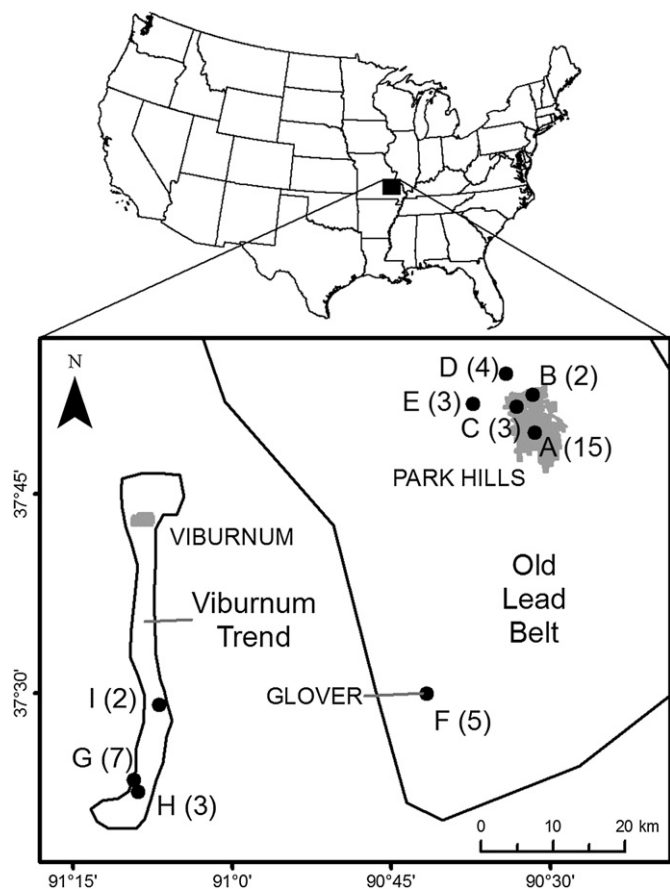 N
D (4)
B (2)
E (3)
C (3)
A (15)
PARK HILLS
37°45'
VIBURNUM
Old
Lead
Belt
Viburnum
Trend
37°30'
I (2)
GLOVER
F (5)
G (7)
H (3)
0 10 20 km
91°15' 91°0' 90°45' 90°30'